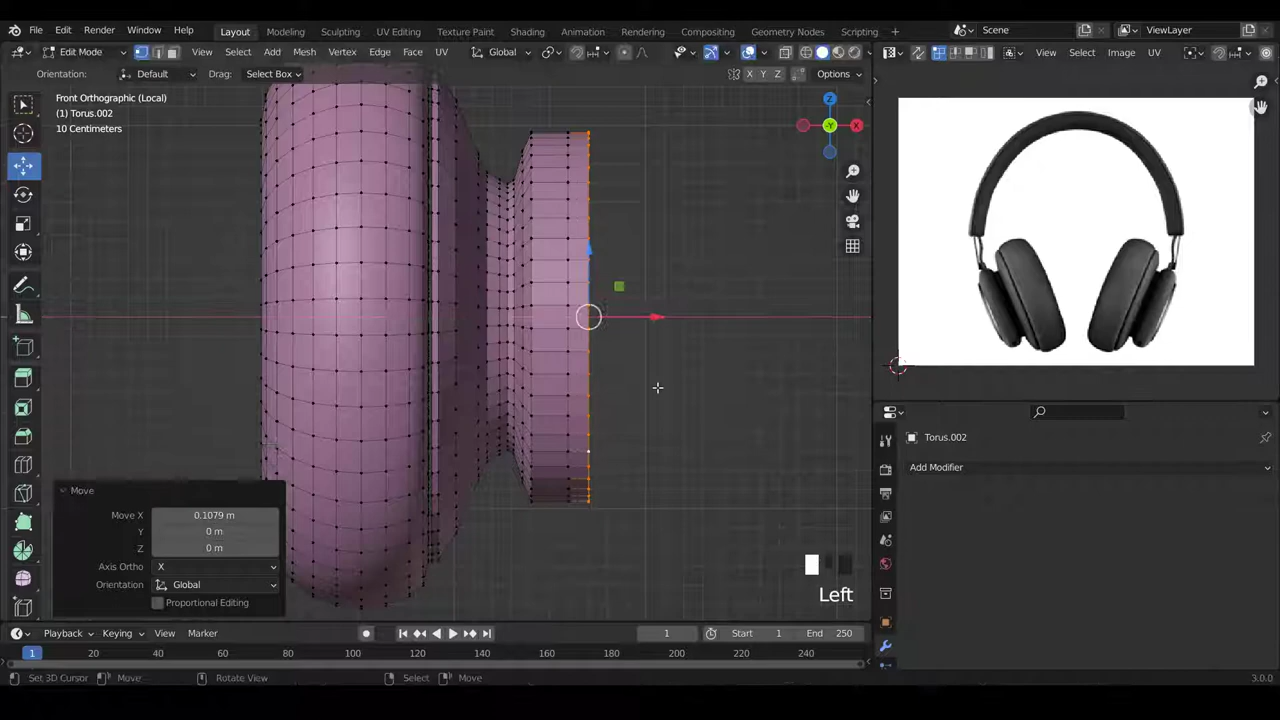 File Edit Render Window Help Layout Modeling Sculpting UV Editing Texture Paint Shading Animation Rendering Compositing Geometry Nodes Scripting Scene ViewLayer
Edit Mode View Select Add Mesh Vertex Edge Face UV Global View Select Image UV
Orientation: Default Drag: Select Box X Y Z Options
Front Orthographic (Local)
(1) Torus.002
10 Centimeters
Z
X
-Y
Torus.002
Add Modifier
Move
Move X 0.1079 m
Y 0 m
Z 0 m
Axis Ortho X
Orientation Global
Proportional Editing
Left
Playback Keying View Marker 1 Start 1 End 250
1 20 40 60 80 100 120 140 160 180 200 220 240
Set 3D Cursor Move Rotate View Select Move 3.0.0